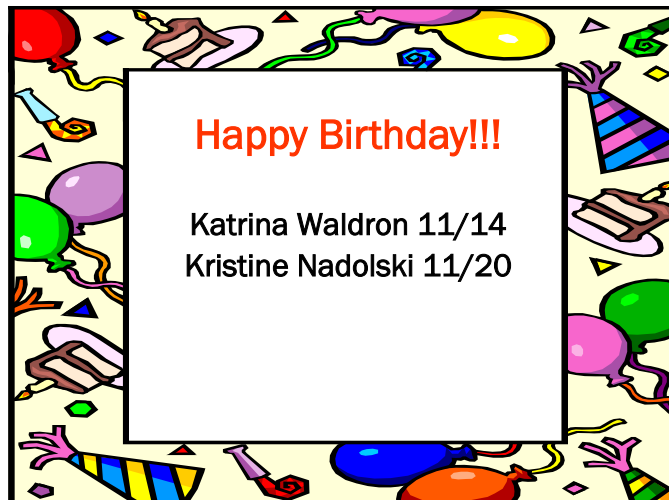 Happy Birthday!!!
Katrina Waldron 11/14
Kristine Nadolski 11/20